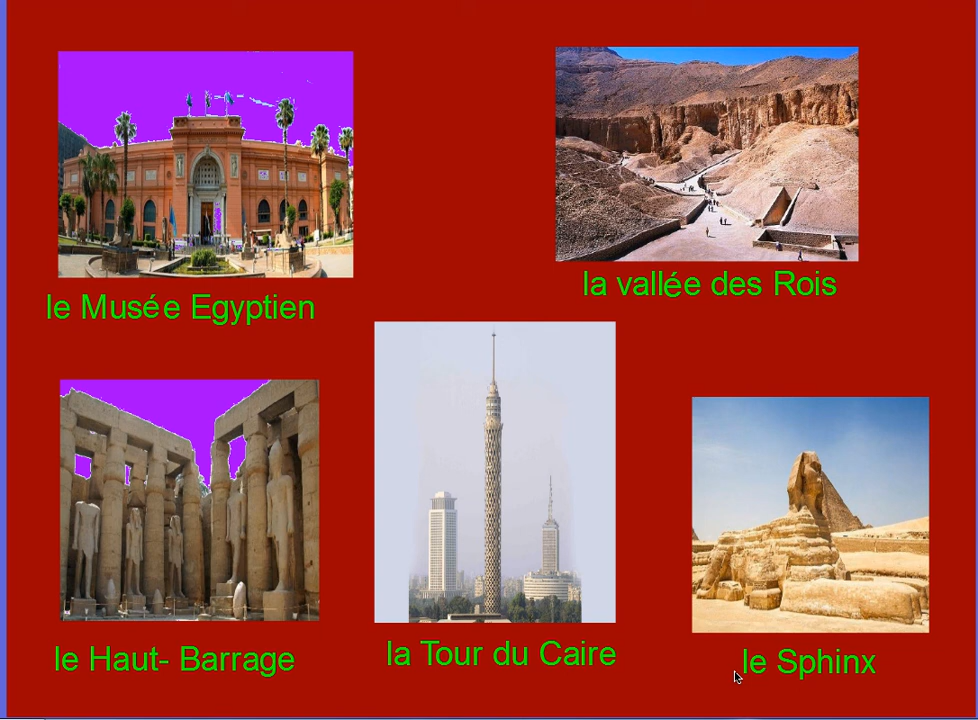 le Musée Egyptien
la vallée des Rois
le Haut- Barrage
la Tour du Caire
le Sphinx